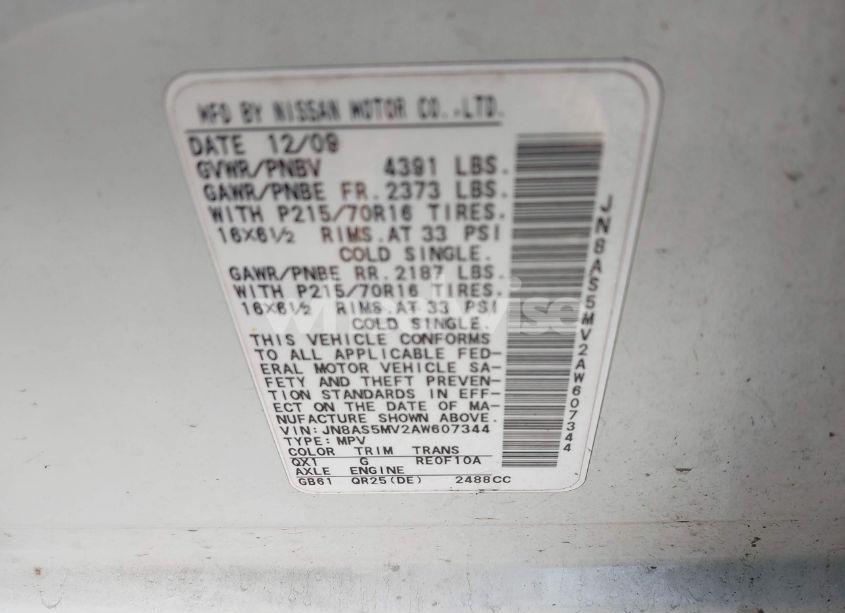 MFD BY NISSAN MOTOR CO.,LTD.
DATE 12/09
GVWR/PNBV 4391 LBS.
GAWR/PNBE FR. 2373 LBS.
WITH P215/70R16 TIRES.
16X6½ RIMS.AT 33 PSI
COLD SINGLE.
GAWR/PNBE RR. 2187 LBS.
WITH P215/70R16 TIRES.
16X6½ RIMS.AT 33 PSI
COLD SINGLE.
THIS VEHICLE CONFORMS
TO ALL APPLICABLE FED-
ERAL MOTOR VEHICLE SA-
FETY AND THEFT PREVEN-
TION STANDARDS IN EFF-
ECT ON THE DATE OF MA-
NUFACTURE SHOWN ABOVE.
VIN: JN8AS5MV2AW607344
TYPE: MPV
COLOR TRIM TRANS
QX1 G RE0F10A
AXLE ENGINE
GB61 QR25(DE) 2488CC
JN8AS5MV2AW607344